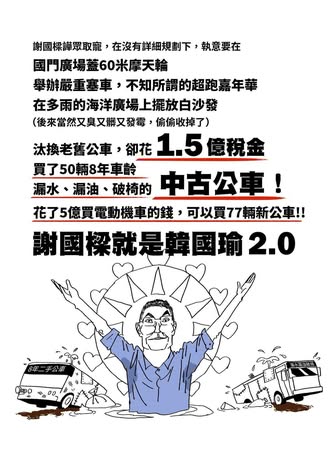 謝國樑譁眾取寵，在沒有詳細規劃下，執意要在
國門廣場蓋60米摩天輪
舉辦嚴重塞車，不知所謂的超跑嘉年華
在多雨的海洋廣場上擺放白沙發
（後來當然又臭又髒又發霉，偷偷收掉了）
汰換老舊公車，卻花1.5億稅金
買了50輛8年車齡
漏水、漏油、破椅的 中古公車！
花了5億買電動機車的錢，可以買77輛新公車!!
謝國樑就是韓國瑜2.0
8年二手公車